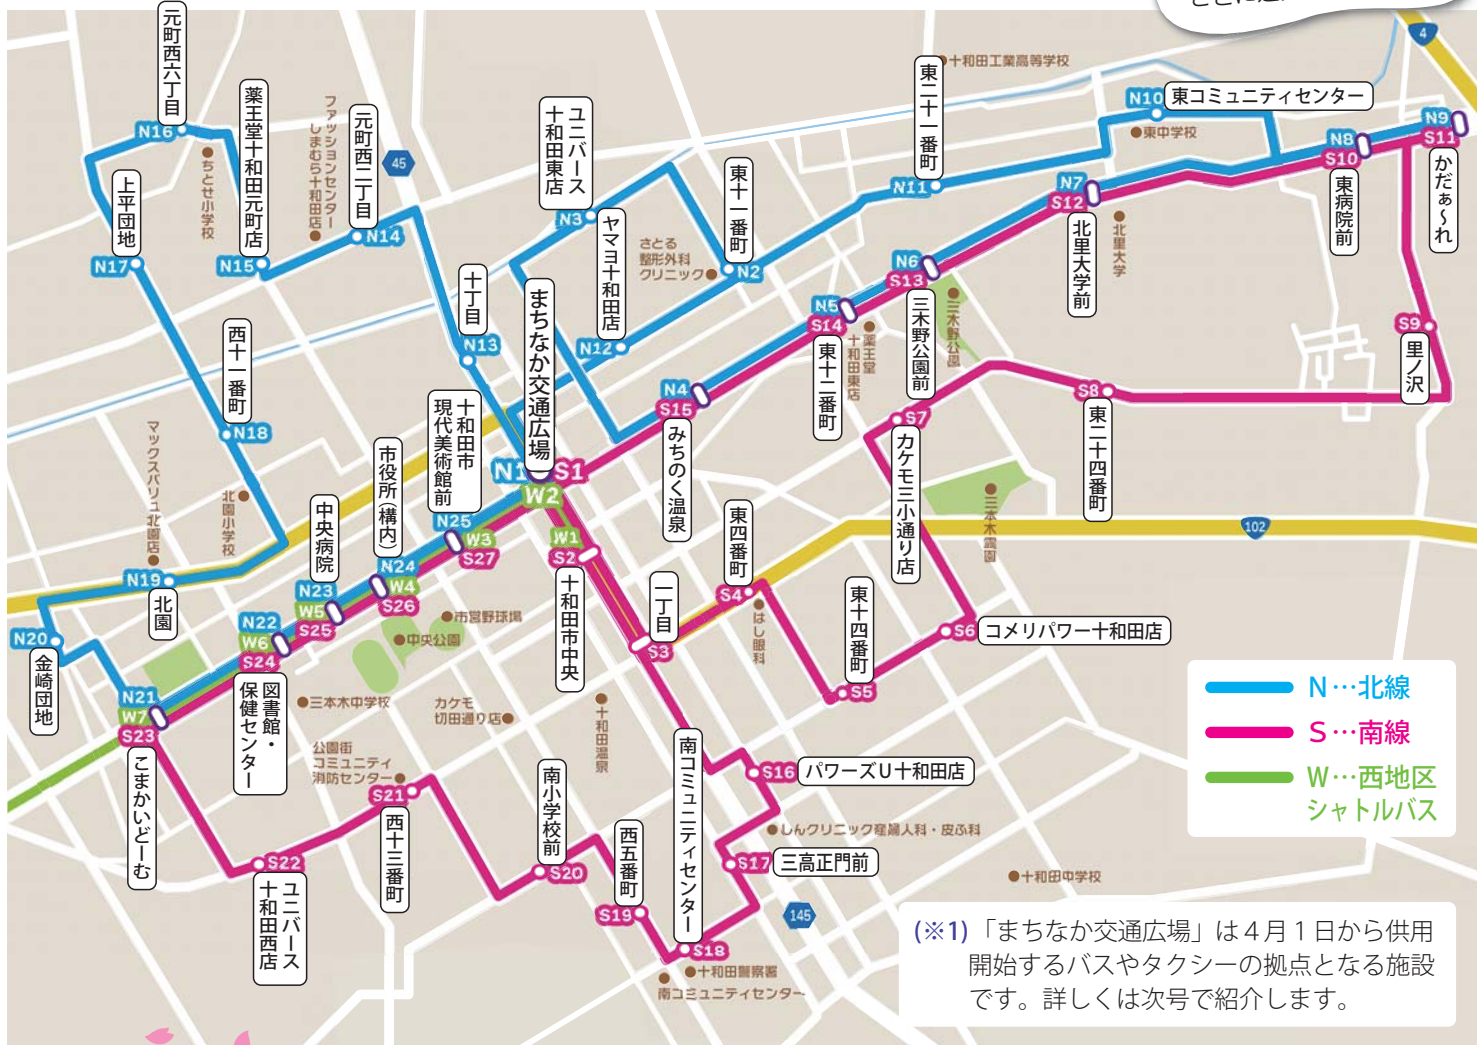 4
元町西六丁目
N16
ちとせ小学校
上平団地
N17
薬王堂十和田元町店
N15
ファッションセンター
しまむら十和田店
元町西二丁目
N14
45
十丁目
N13
西十一番町
N18
マックスバリュ北園店
北園小学校
N19
北園
N20
金崎団地
ユニバース
十和田東店
N3
ヤマヨ十和田店
N12
さとる
整形外科
クリニック
東十一番町
N2
東二十一番町
N11
十和田工業高等学校
N10
東コミュニティセンター
東中学校
N9
S11
かだぁ～れ
N8
S10
東病院前
N7
S12
北里大学前
北里大学
N6
S13
三木野公園前
三木野公園
N5
S14
東十二番町
薬王堂
十和田東店
N4
S15
みちのく温泉
まちなか交通広場
N1
S1
W2
十和田市
現代美術館前
N25
W3
S27
市役所（構内）
N24
W4
S26
中央病院
N23
W5
S25
N22
W6
S24
図書館・
保健センター
N21
W7
S23
こまかいどーむ
市営野球場
中央公園
三本木中学校
カケモ
切田通り店
公園街
コミュニティ
消防センター
W1
S2
十和田市中央
一丁目
S3
東四番町
S4
はし眼科
東十四番町
S5
S6
コメリパワー十和田店
S7
カケモ三小通り店
S8
東二十四番町
S9
里ノ沢
三本木霊園
102
十和田温泉
S16
パワーズU十和田店
しんクリニック産婦人科・皮ふ科
S17
三高正門前
145
十和田中学校
南コミュニティセンター
S18
十和田警察署
南コミュニティセンター
西五番町
S19
南小学校前
S20
S21
西十三番町
S22
ユニバース
十和田西店
N…北線
S…南線
W…西地区
シャトルバス
(※1)「まちなか交通広場」は４月１日から供用
開始するバスやタクシーの拠点となる施設
です。詳しくは次号で紹介します。